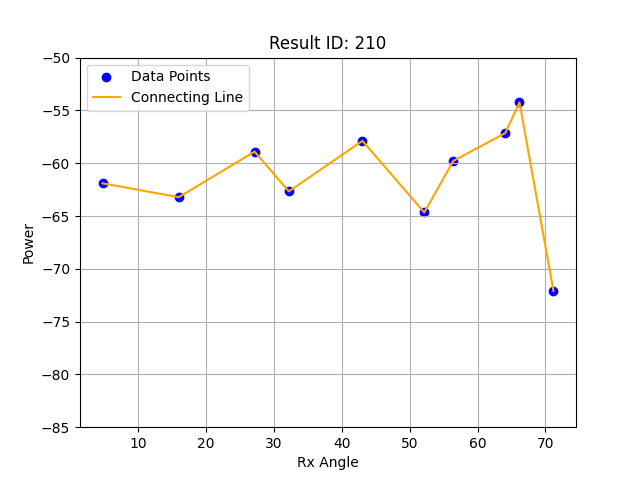 Result ID: 210
Data Points
Connecting Line
−50
−55
−60
−65
−70
−75
−80
−85
Power
10 20 30 40 50 60 70
Rx Angle